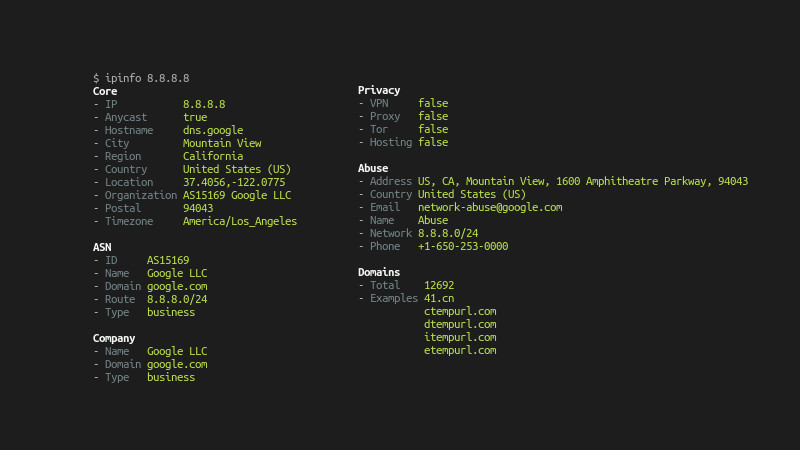 $ ipinfo 8.8.8.8
Core
- IP 8.8.8.8
- Anycast true
- Hostname dns.google
- City Mountain View
- Region California
- Country United States (US)
- Location 37.4056,-122.0775
- Organization AS15169 Google LLC
- Postal 94043
- Timezone America/Los_Angeles
ASN
- ID AS15169
- Name Google LLC
- Domain google.com
- Route 8.8.8.0/24
- Type business
Company
- Name Google LLC
- Domain google.com
- Type business
Privacy
- VPN false
- Proxy false
- Tor false
- Hosting false
Abuse
- Address US, CA, Mountain View, 1600 Amphitheatre Parkway, 94043
- Country United States (US)
- Email network-abuse@google.com
- Name Abuse
- Network 8.8.8.0/24
- Phone +1-650-253-0000
Domains
- Total 12692
- Examples 41.cn
ctempurl.com
dtempurl.com
itempurl.com
etempurl.com